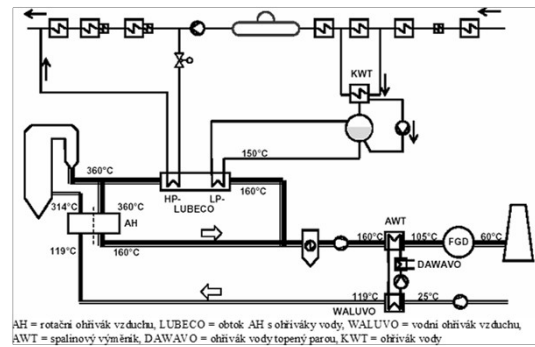 KWT
150°C
360°C
HP-
LP-
LUBECO
160°C
314°C
360°C
AH
119°C
160°C
AWT
160°C
105°C
FGD
60°C
DAWAVO
119°C
25°C
WALUVO
AH = rotační ohřívák vzduchu, LUBECO = obtok AH s ohříváky vody, WALUVO = vodní ohřívák vzduchu,
AWT = spalinový výměník, DAWAVO = ohřívák vody topený parou, KWT = ohřívák vody